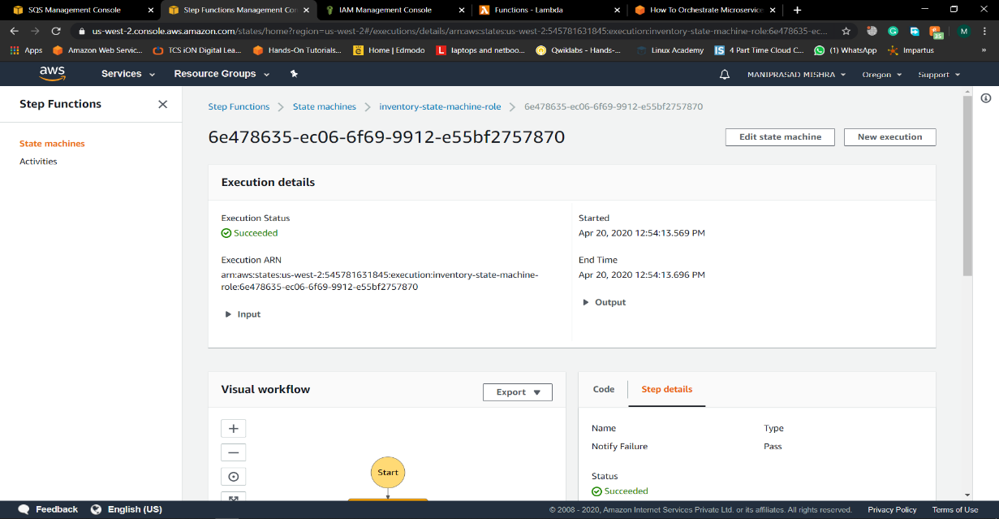 SQS Management Console
Step Functions Management Co
IAM Management Console
Functions - Lambda
How To Orchestrate Microservice
us-west-2.console.aws.amazon.com/states/home?region=us-west-2#/executions/details/arn:aws:states:us-west-2:545781631845:execution:inventory-state-machine-role:6e478635-ec...
35
M
Apps
Amazon Web Servic...
TCS iON Digital Lea...
Hands-On Tutorials...
Home | Edmodo
laptops and netboo...
Qwiklabs - Hands-...
Linux Academy
4 Part Time Cloud C...
(1) WhatsApp
Impartus
»
aws
Services
Resource Groups
MANIPRASAD MISHRA
Oregon
Support
Step Functions
State machines
Activities
Step Functions
State machines
inventory-state-machine-role
6e478635-ec06-6f69-9912-e55bf2757870
6e478635-ec06-6f69-9912-e55bf2757870
Edit state machine
New execution
Execution details
Execution Status
Succeeded
Execution ARN
arn:aws:states:us-west-2:545781631845:execution:inventory-state-machine-
role:6e478635-ec06-6f69-9912-e55bf2757870
Input
Started
Apr 20, 2020 12:54:13.569 PM
End Time
Apr 20, 2020 12:54:13.696 PM
Output
Visual workflow
Export
Start
Code
Step details
Name
Type
Notify Failure
Pass
Status
Succeeded
Feedback
English (US)
© 2008 - 2020, Amazon Internet Services Private Ltd. or its affiliates. All rights reserved.
Privacy Policy
Terms of Use